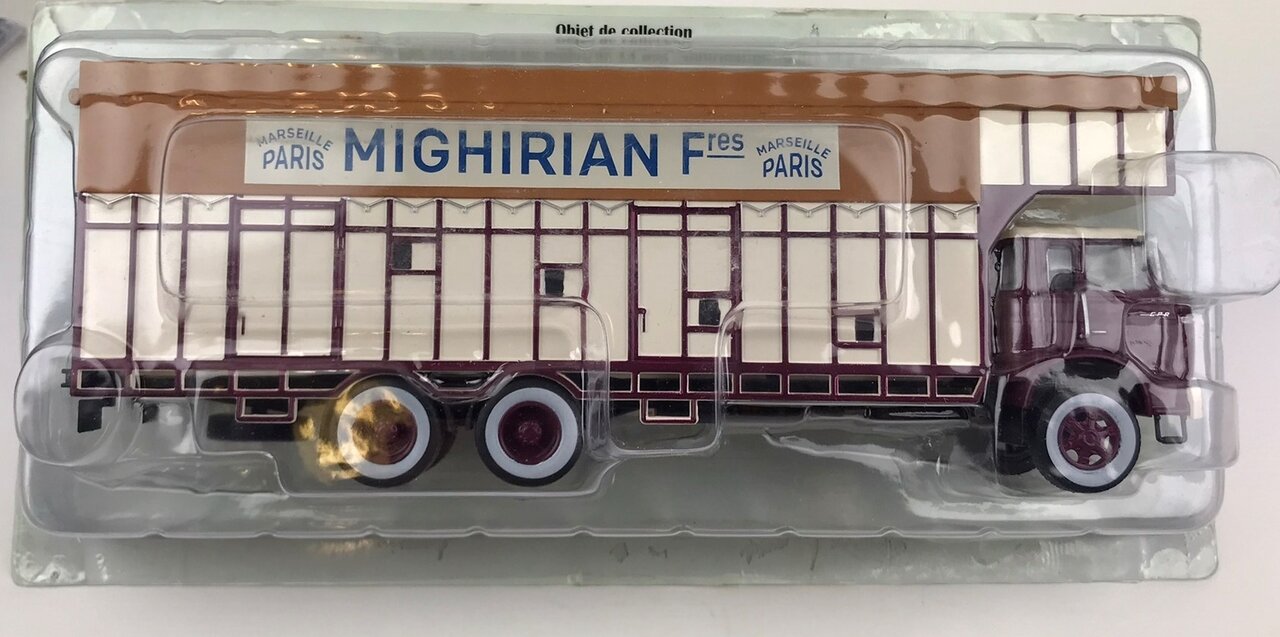 Objet de collection
MARSEILLE
PARIS
MIGHIRIAN Fres
MARSEILLE
PARIS